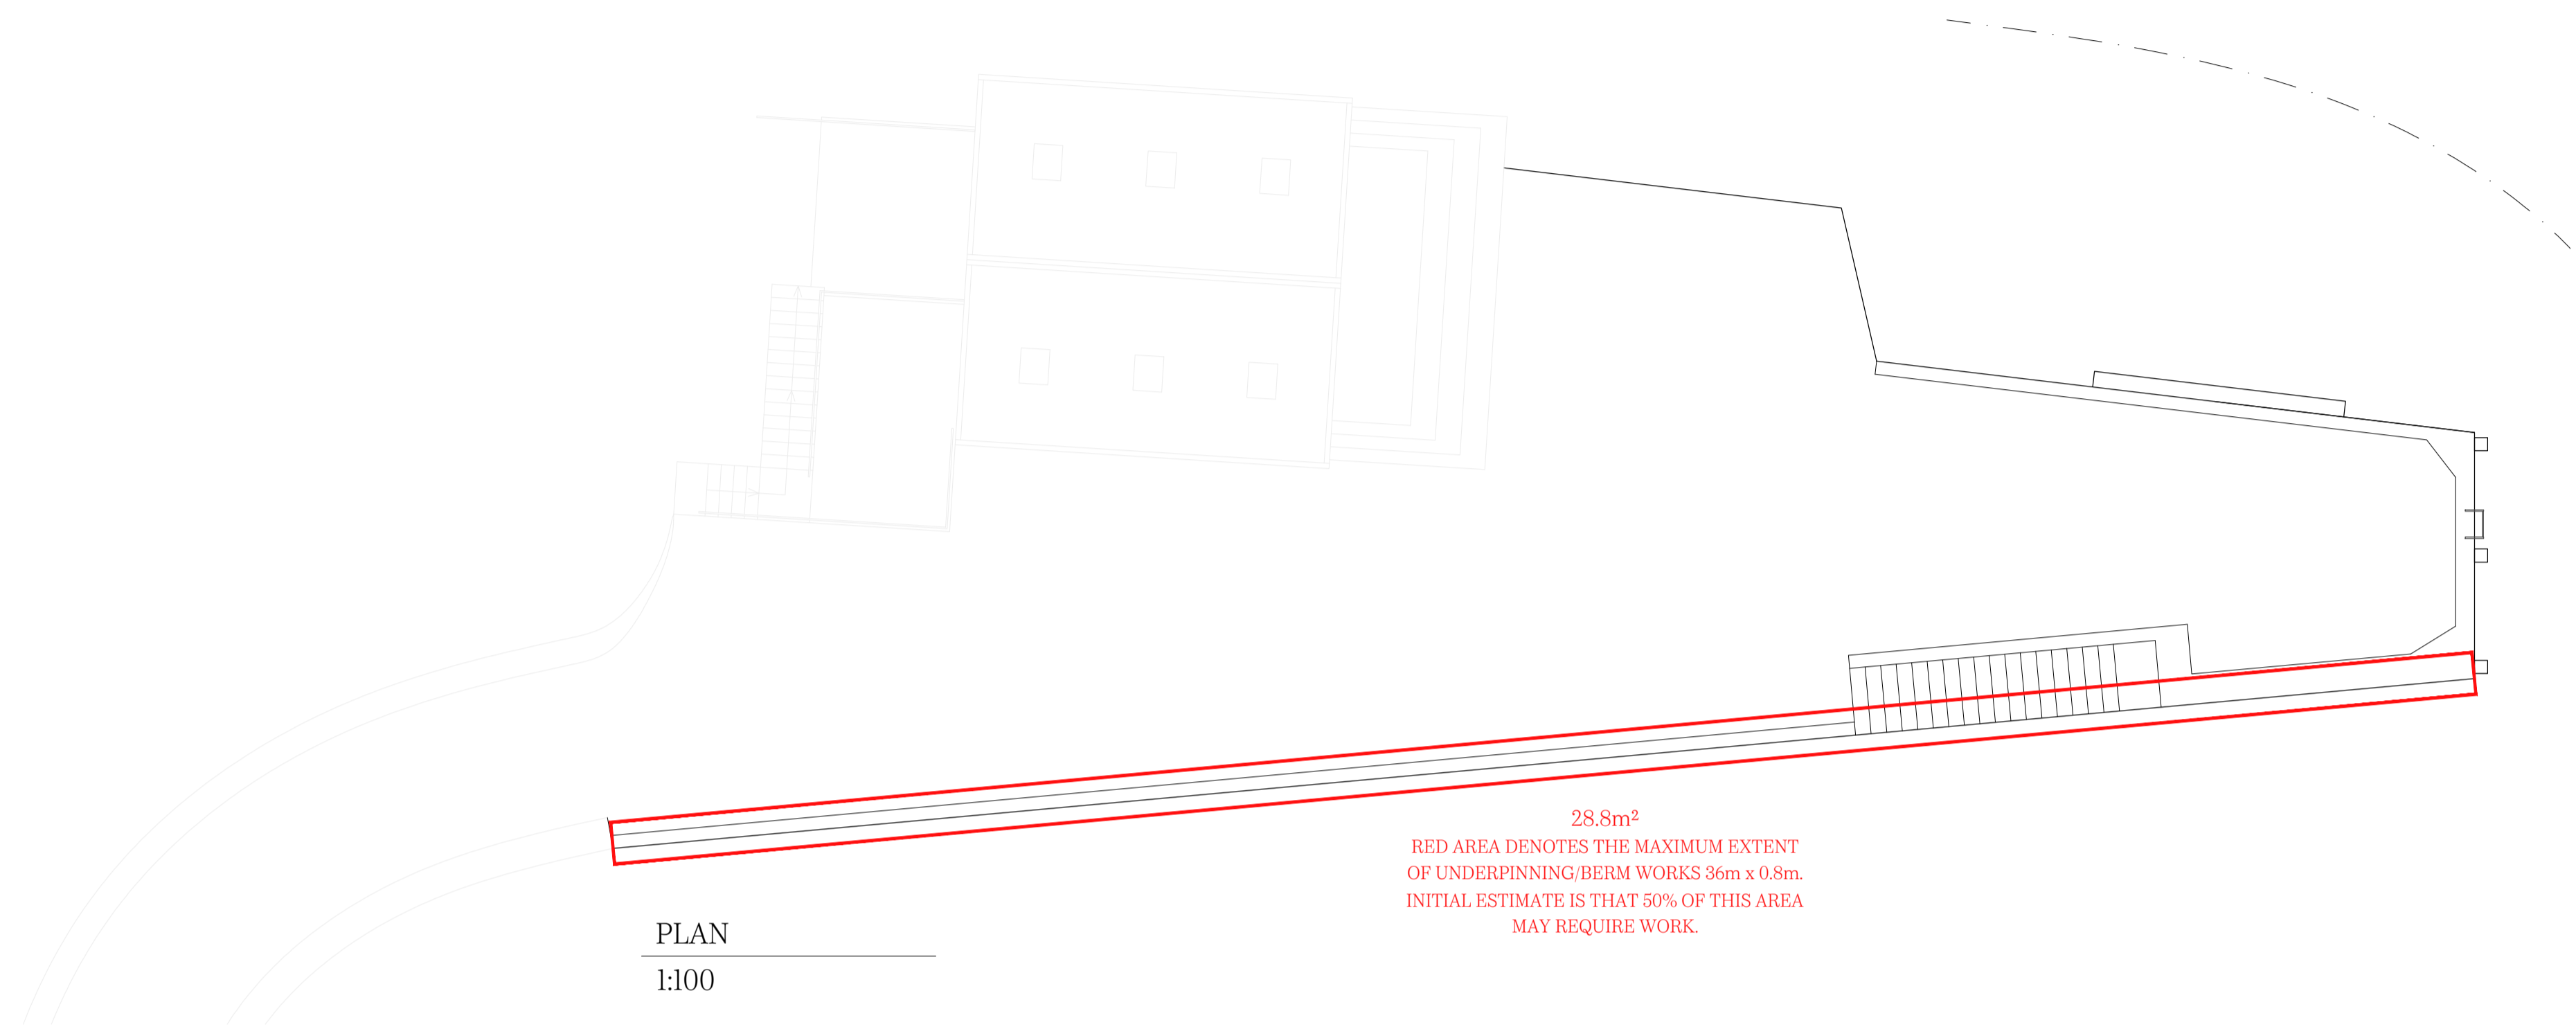 28.8m²
RED AREA DENOTES THE MAXIMUM EXTENT
OF UNDERPINNING/BERM WORKS 36m x 0.8m.
INITIAL ESTIMATE IS THAT 50% OF THIS AREA
MAY REQUIRE WORK.
PLAN
1:100